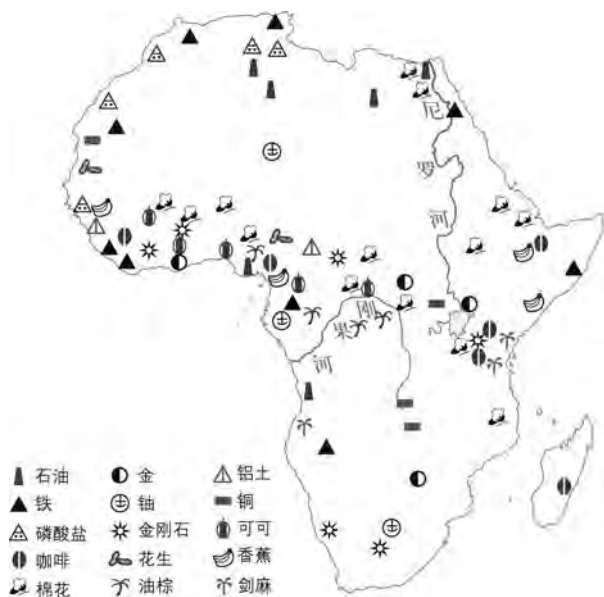 尼
罗
河
刚
果
河
石油 金 铝土
铁 铀 铜
磷酸盐 金刚石 可可
咖啡 花生 香蕉
棉花 油棕 剑麻